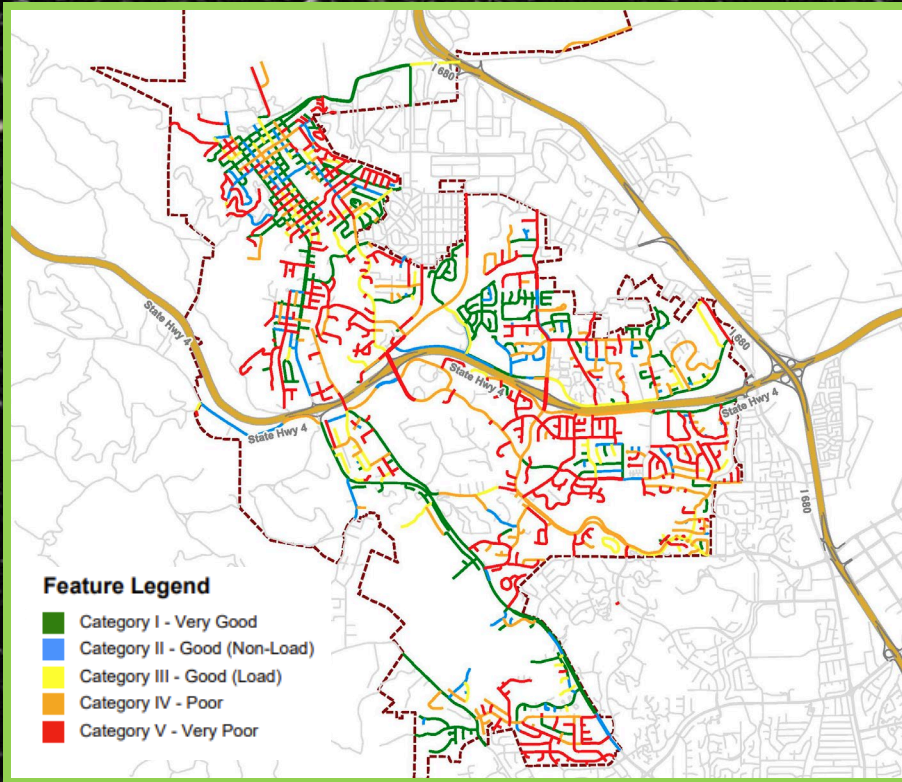 I 680
State Hwy 4
State Hwy 4
I 680
State Hwy 4
State Hwy 4
I 680
Feature Legend
Category I - Very Good
Category II - Good (Non-Load)
Category III - Good (Load)
Category IV - Poor
Category V - Very Poor